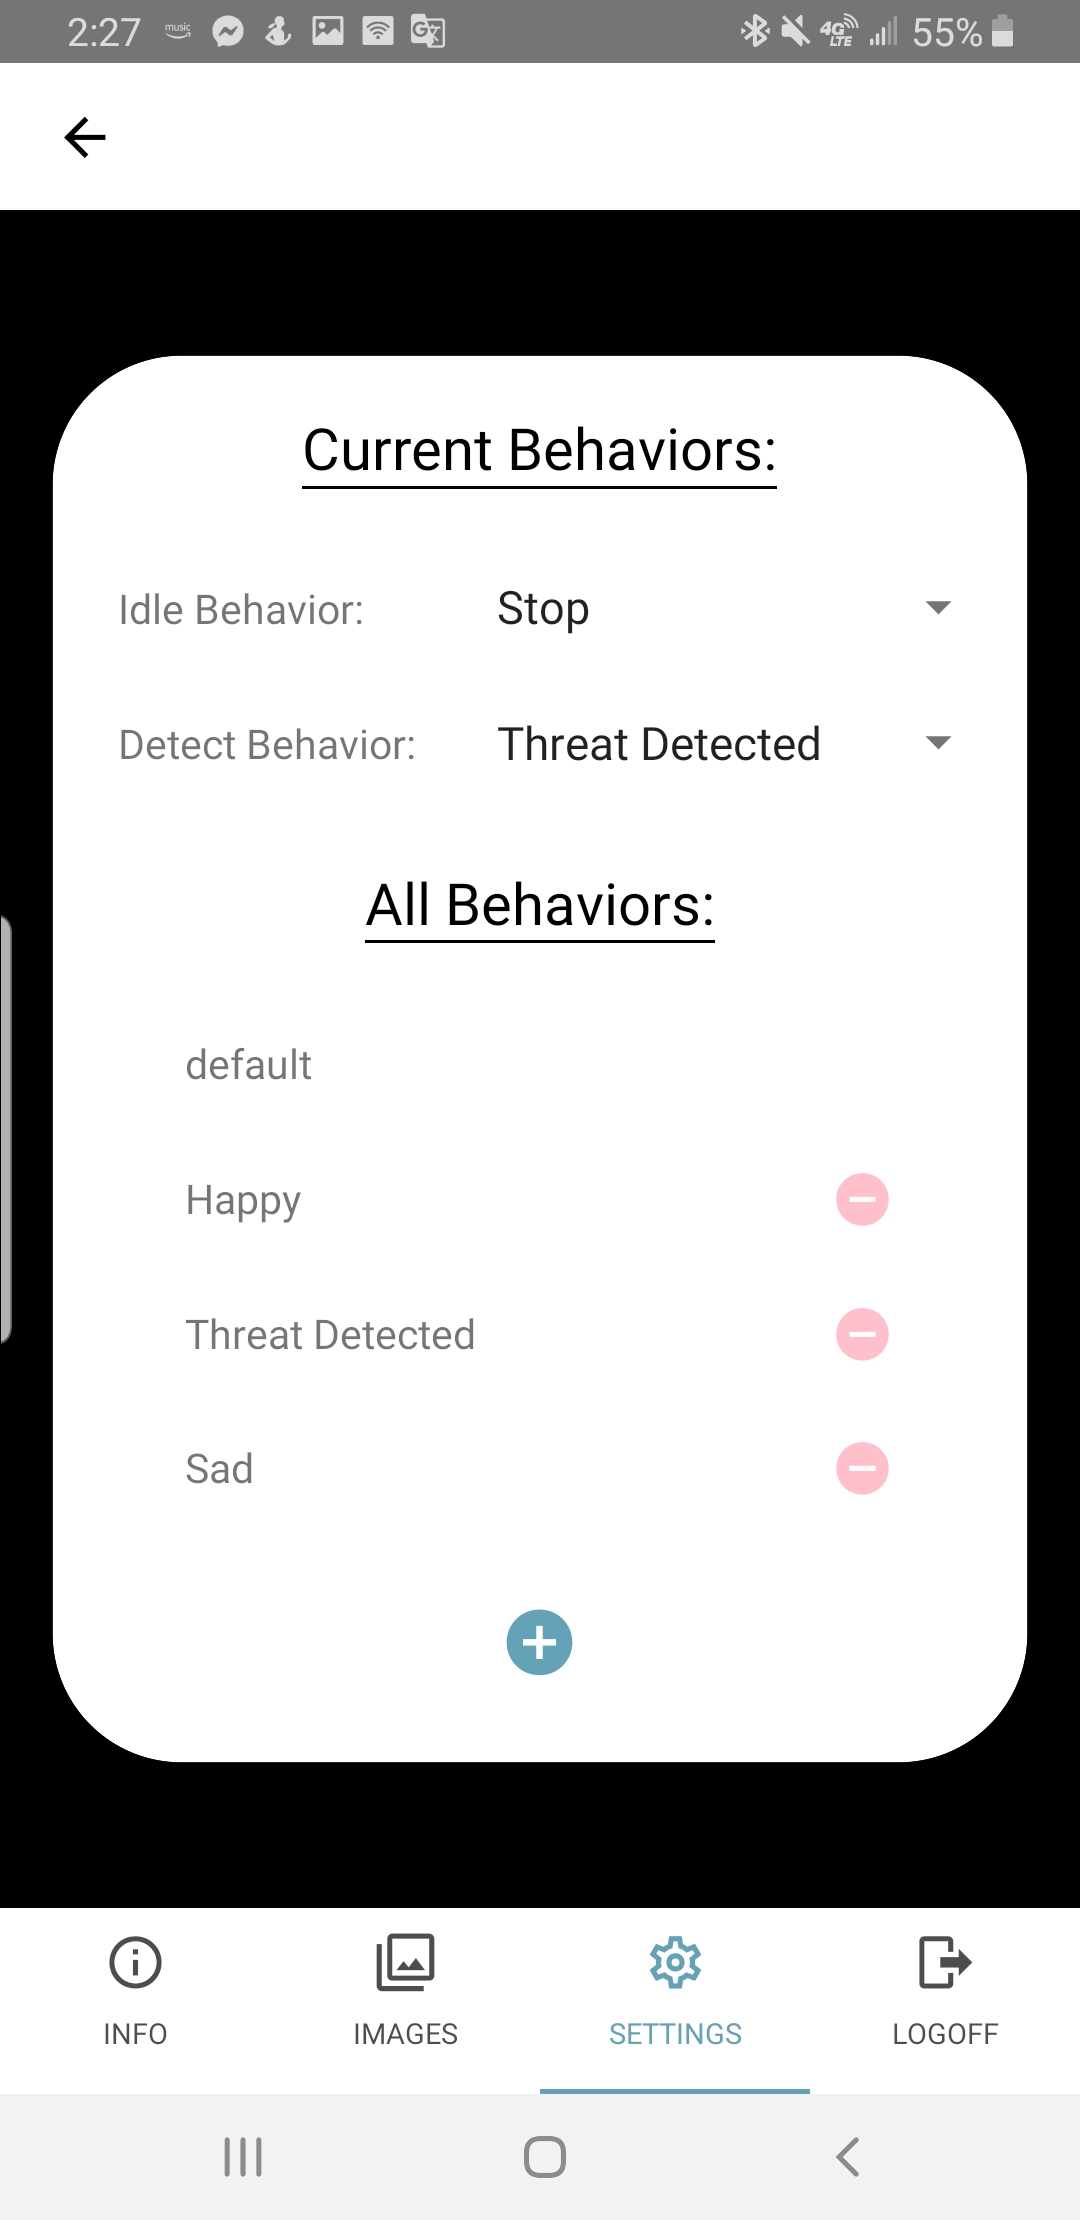 2:27 music 4G LTE 55%
Current Behaviors:
Idle Behavior: Stop
Detect Behavior: Threat Detected
All Behaviors:
default
Happy
Threat Detected
Sad
INFO IMAGES SETTINGS LOGOFF